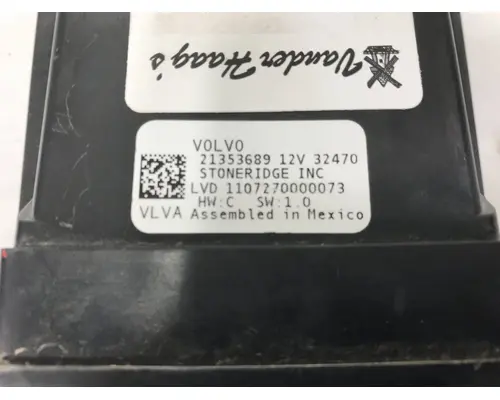 Vander Haag's
VOLVO
21353689 12V 32470
STONERIDGE INC
LVD 1107270000073
HW:C SW:1.0
VLVA Assembled in Mexico